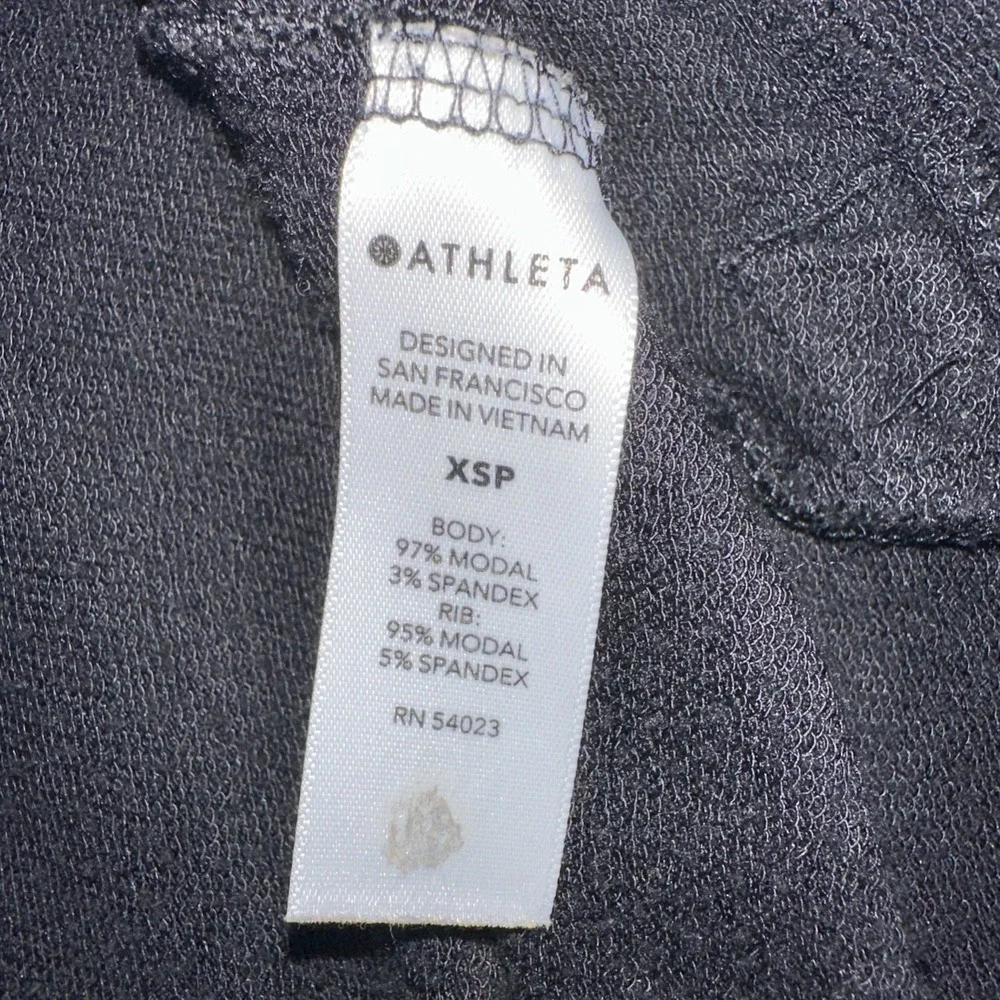 ATHLETA
DESIGNED IN
SAN FRANCISCO
MADE IN VIETNAM
XSP
BODY:
97% MODAL
3% SPANDEX
RIB:
95% MODAL
5% SPANDEX
RN 54023